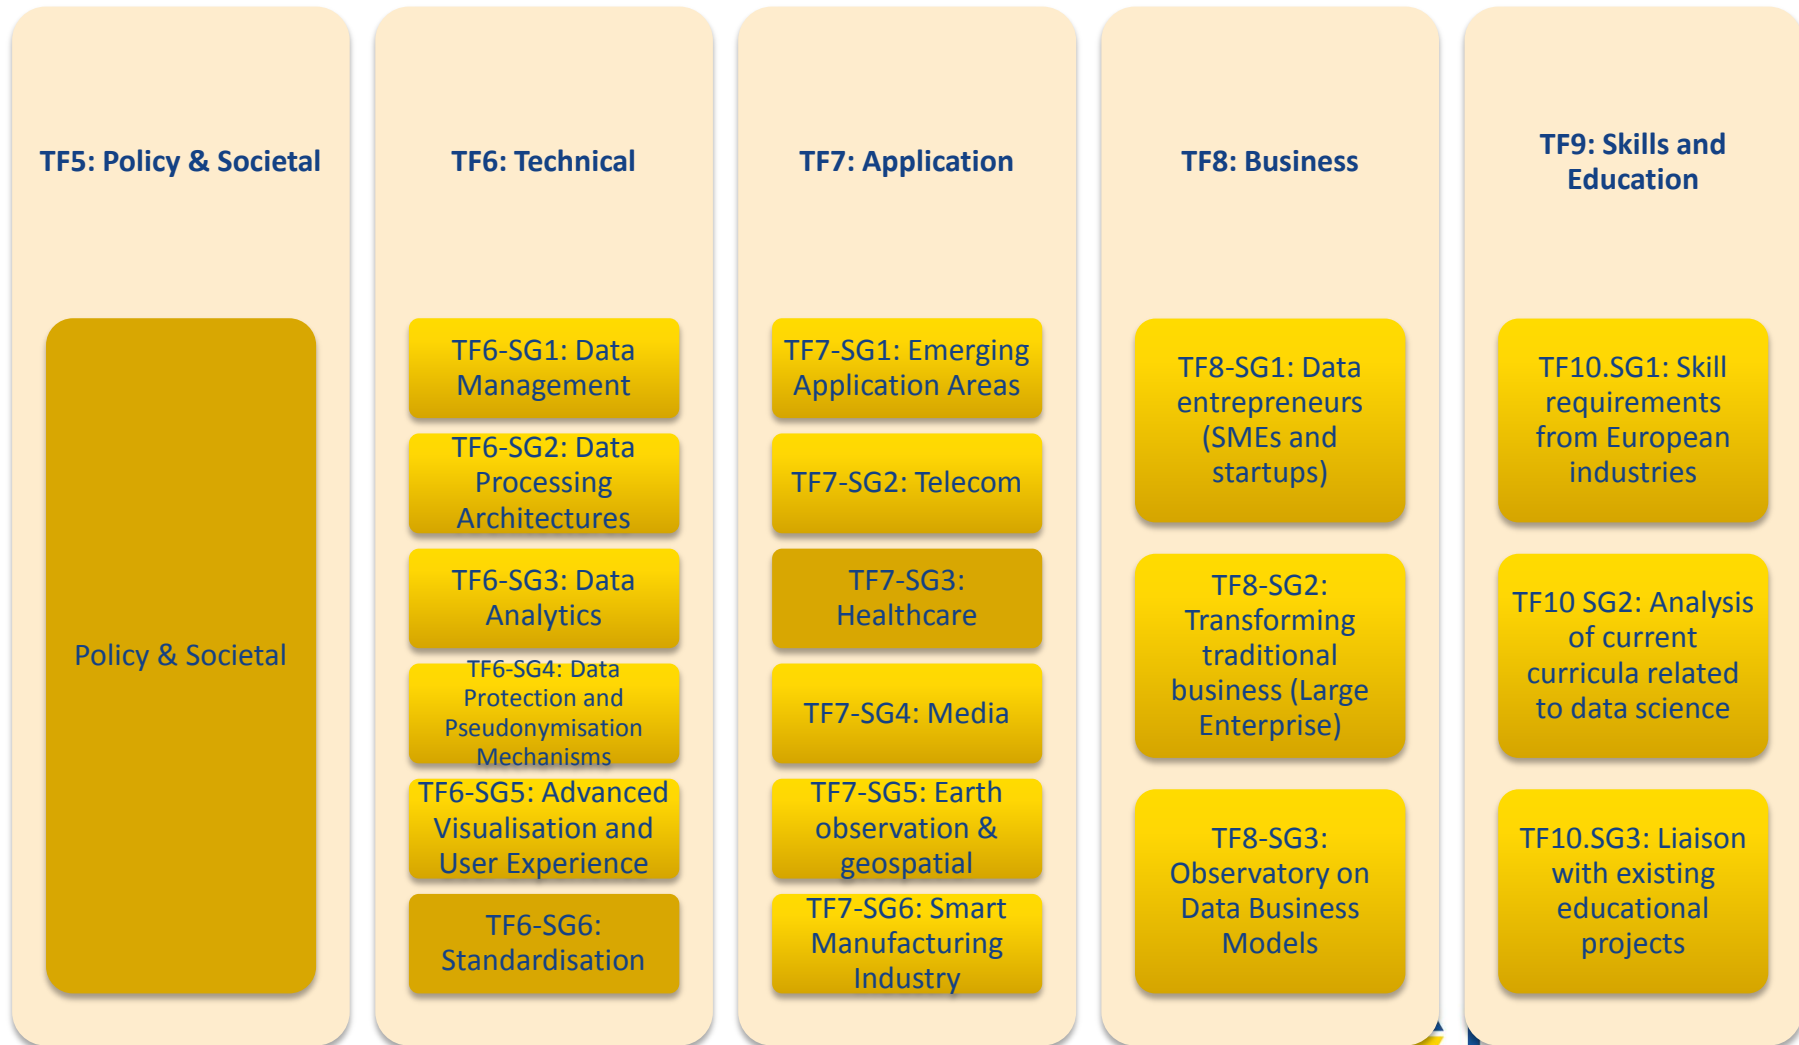 TF5: Policy & Societal
Policy & Societal
TF6: Technical
TF6-SG1: Data
Management
TF6-SG2: Data
Processing
Architectures
TF6-SG3: Data
Analytics
TF6-SG4: Data
Protection and
Pseudonymisation
Mechanisms
TF6-SG5: Advanced
Visualisation and
User Experience
TF6-SG6:
Standardisation
TF7: Application
TF7-SG1: Emerging
Application Areas
TF7-SG2: Telecom
TF7-SG3:
Healthcare
TF7-SG4: Media
TF7-SG5: Earth
observation &
geospatial
TF7-SG6: Smart
Manufacturing
Industry
TF8: Business
TF8-SG1: Data
entrepreneurs
(SMEs and
startups)
TF8-SG2:
Transforming
traditional
business (Large
Enterprise)
TF8-SG3:
Observatory on
Data Business
Models
TF9: Skills and
Education
TF10.SG1: Skill
requirements
from European
industries
TF10 SG2: Analysis
of current
curricula related
to data science
TF10.SG3: Liaison
with existing
educational
projects